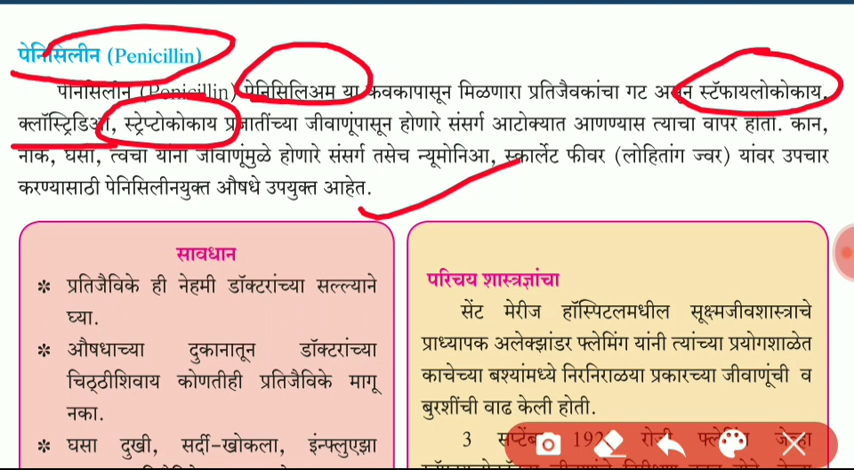 पेनिसिलीन (Penicillin)
पेनिसिलीन (Penicillin) पेनिसिलिअम या कवकापासून मिळणारा प्रतिजैवकांचा गट असून स्टॅफायलोकोकाय,
क्लॉस्ट्रिडिआ, स्ट्रेप्टोकोकाय प्रजातींच्या जीवाणूंपासून होणारे संसर्ग आटोक्यात आणण्यास त्याचा वापर होतो. कान,
नाक, घसा, त्वचा यांना जीवाणूंमुळे होणारे संसर्ग तसेच न्यूमोनिआ, स्कार्लेट फीवर (लोहितांग ज्वर) यांवर उपचार
करण्यासाठी पेनिसिलीनयुक्त औषधे उपयुक्त आहेत.
सावधान
* प्रतिजैविके ही नेहमी डॉक्टरांच्या सल्ल्याने
घ्या.
* औषधाच्या दुकानातून डॉक्टरांच्या
चिठ्ठीशिवाय कोणतीही प्रतिजैविके मागू
नका.
* घसा दुखी, सर्दी-खोकला, इंन्फ्लुएझा
परिचय शास्त्रज्ञांचा
सेंट मेरीज हॉस्पिटलमधील सूक्ष्मजीवशास्त्राचे
प्राध्यापक अलेक्झांडर फ्लेमिंग यांनी त्यांच्या प्रयोगशाळेत
काचेच्या बश्यांमध्ये निरनिराळया प्रकारच्या जीवाणूंची व
बुरशींची वाढ केली होती.
3 सप्टेंबर रोजी फ्लेमिंग जेव्हा